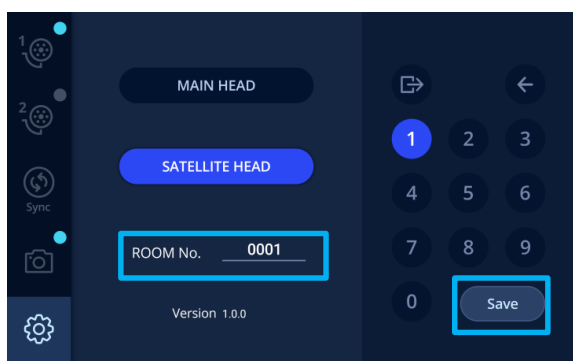 1
2
Sync
MAIN HEAD
SATELLITE HEAD
ROOM No. 0001
Version 1.0.0
1 2 3
4 5 6
7 8 9
0 Save